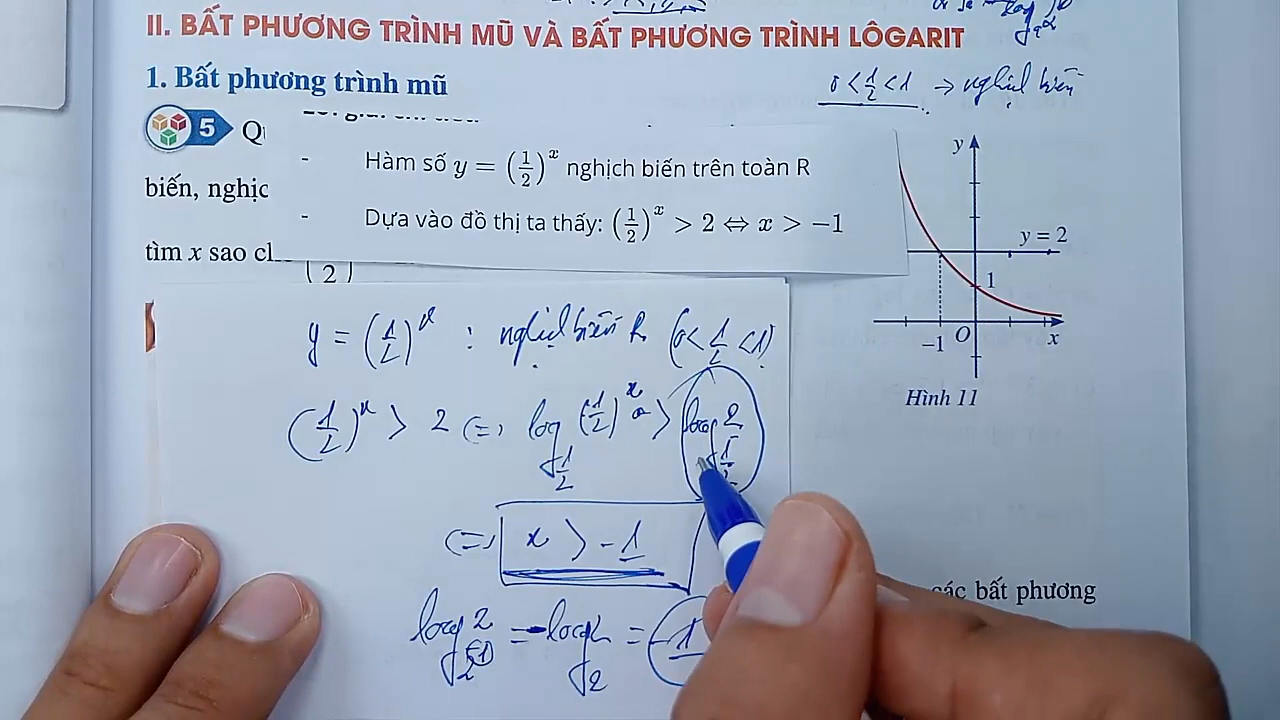 II. BẤT PHƯƠNG TRÌNH MŨ VÀ BẤT PHƯƠNG TRÌNH LÔGARIT
1. Bất phương trình mũ
0 < 1/2 < 1 → nghịch biến
5 Q
- Hàm số y = (1/2)^x nghịch biến trên toàn R
biến, nghịc
- Dựa vào đồ thị ta thấy: (1/2)^x > 2 ⇔ x > −1
tìm x sao cl
2
y
y = 2
1
−1 O x
Hình 11
y = (1/2)^x : nghịch biến R (0 < 1/2 < 1)
(1/2)^x > 2 ⇔ log_{1/2} (1/2)^x > log_{1/2} 2
⇔ x > -1
log_{2^(-1)} 2 = -log_2 2 = -1
các bất phương